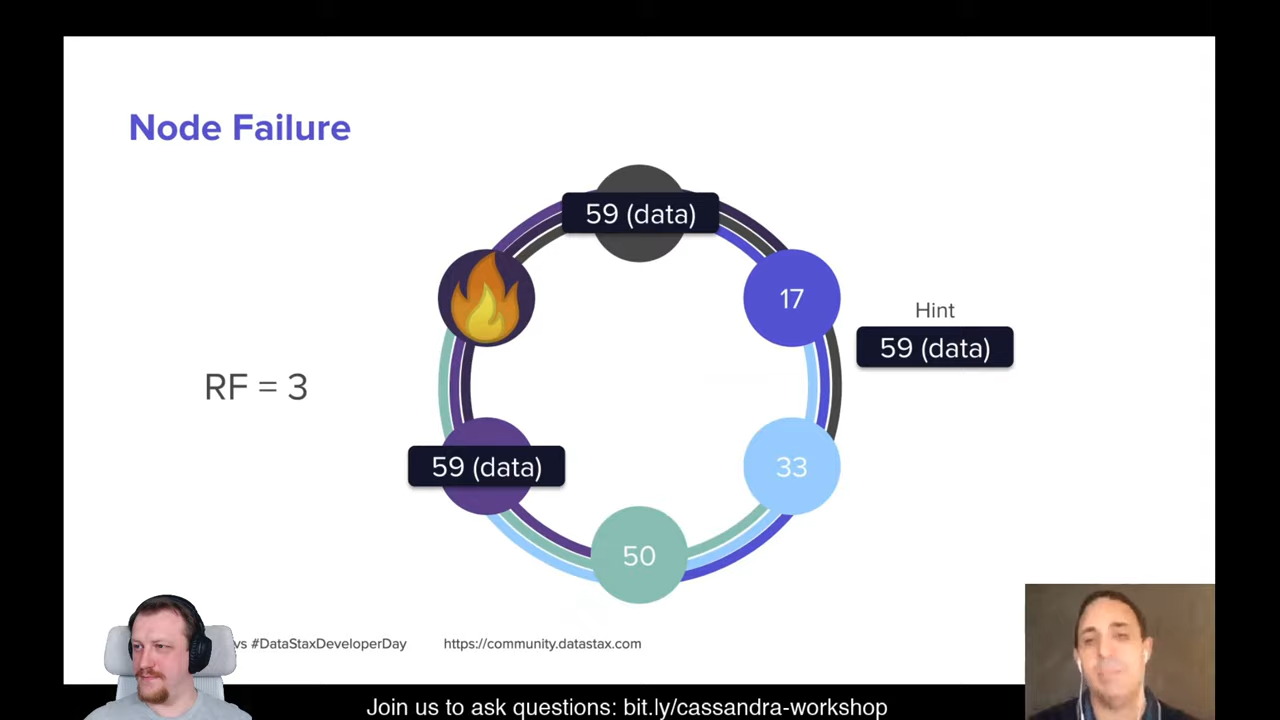 Node Failure
59 (data)
17
Hint
59 (data)
RF = 3
59 (data)
33
50
vs #DataStaxDeveloperDay
https://community.datastax.com
Join us to ask questions: bit.ly/cassandra-workshop